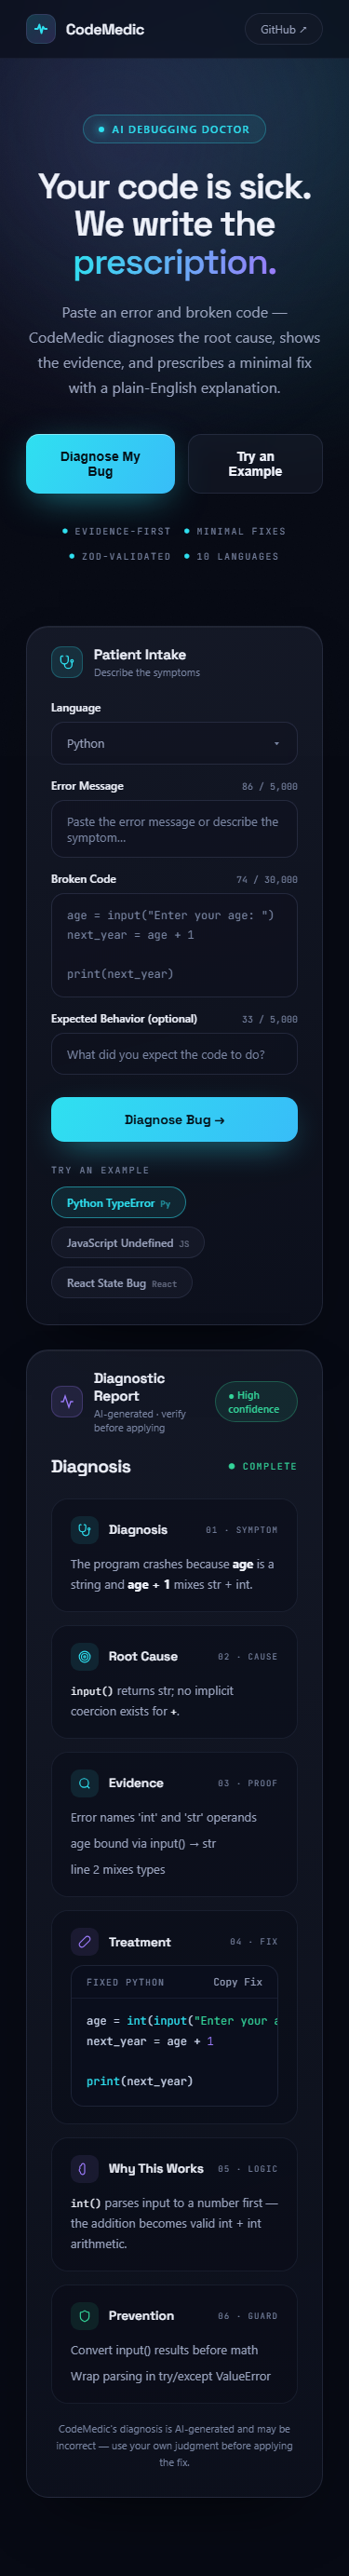 CodeMedic
GitHub ↗
AI DEBUGGING DOCTOR
Your code is sick.
We write the
prescription.
Paste an error and broken code —
CodeMedic diagnoses the root cause, shows
the evidence, and prescribes a minimal fix
with a plain-English explanation.
Diagnose My
Bug
Try an
Example
EVIDENCE-FIRST
MINIMAL FIXES
ZOD-VALIDATED
10 LANGUAGES
Patient Intake
Describe the symptoms
Language
Python
Error Message
86 / 5,000
Paste the error message or describe the
symptom...
Broken Code
74 / 30,000
age = input("Enter your age: ")
next_year = age + 1
print(next_year)
Expected Behavior (optional)
33 / 5,000
What did you expect the code to do?
Diagnose Bug →
TRY AN EXAMPLE
Python TypeError Py
JavaScript Undefined JS
React State Bug React
Diagnostic
Report
AI-generated · verify
before applying
● High
confidence
Diagnosis
COMPLETE
Diagnosis
01 · SYMPTOM
The program crashes because age is a
string and age + 1 mixes str + int.
Root Cause
02 · CAUSE
input() returns str; no implicit
coercion exists for +.
Evidence
03 · PROOF
Error names 'int' and 'str' operands
age bound via input() → str
line 2 mixes types
Treatment
04 · FIX
FIXED PYTHON
Copy Fix
age = int(input("Enter your a
next_year = age + 1
print(next_year)
Why This Works
05 · LOGIC
int() parses input to a number first —
the addition becomes valid int + int
arithmetic.
Prevention
06 · GUARD
Convert input() results before math
Wrap parsing in try/except ValueError
CodeMedic's diagnosis is AI-generated and may be
incorrect — use your own judgment before applying
the fix.